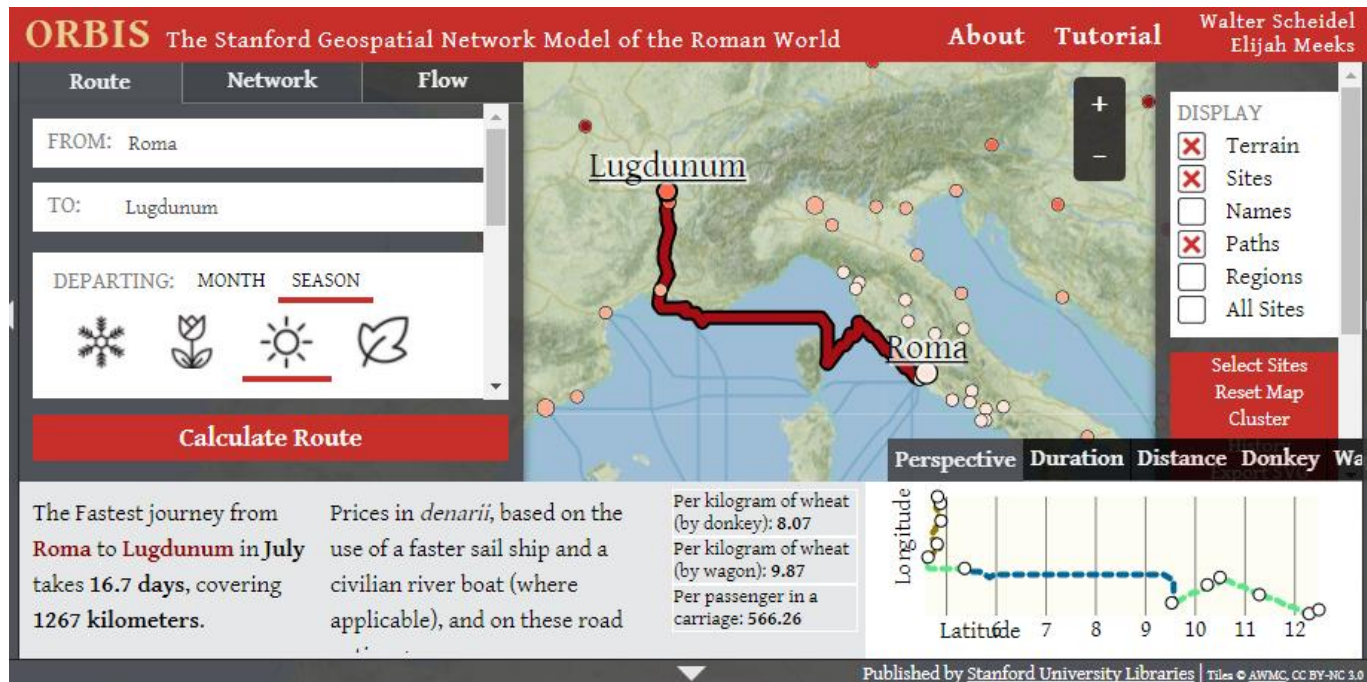 ORBIS The Stanford Geospatial Network Model of the Roman World
About Tutorial
Walter Scheidel
Elijah Meeks
Route Network Flow
FROM: Roma
TO: Lugdunum
DEPARTING: MONTH SEASON
Calculate Route
Lugdunum
Roma
+
−
DISPLAY
Terrain
Sites
Names
Paths
Regions
All Sites
Select Sites
Reset Map
Cluster
Perspective Duration Distance Donkey
The Fastest journey from
Roma to Lugdunum in July
takes 16.7 days, covering
1267 kilometers.
Prices in denarii, based on the
use of a faster sail ship and a
civilian river boat (where
applicable), and on these road
Per kilogram of wheat
(by donkey): 8.07
Per kilogram of wheat
(by wagon): 9.87
Per passenger in a
carriage: 566.26
Longitude
Latitude 6 7 8 9 10 11 12
Published by Stanford University Libraries | Tiles © AWMC, CC BY-NC 3.0